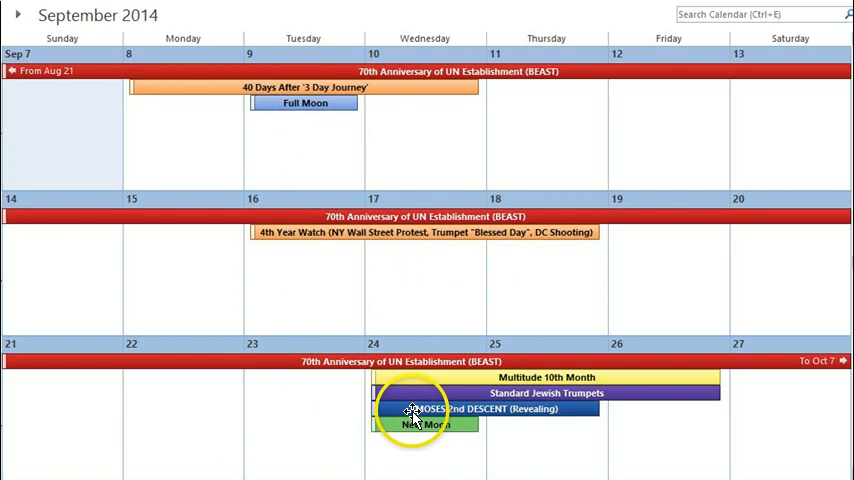 September 2014
Search Calendar (Ctrl+E)
Sunday Monday Tuesday Wednesday Thursday Friday Saturday
Sep 7 8 9 10 11 12 13
From Aug 21 70th Anniversary of UN Establishment (BEAST)
40 Days After '3 Day Journey'
Full Moon
14 15 16 17 18 19 20
70th Anniversary of UN Establishment (BEAST)
4th Year Watch (NY Wall Street Protest, Trumpet "Blessed Day", DC Shooting)
21 22 23 24 25 26 27
70th Anniversary of UN Establishment (BEAST) To Oct 7
Multitude 10th Month
Standard Jewish Trumpets
MOSES 2nd DESCENT (Revealing)
New Moon